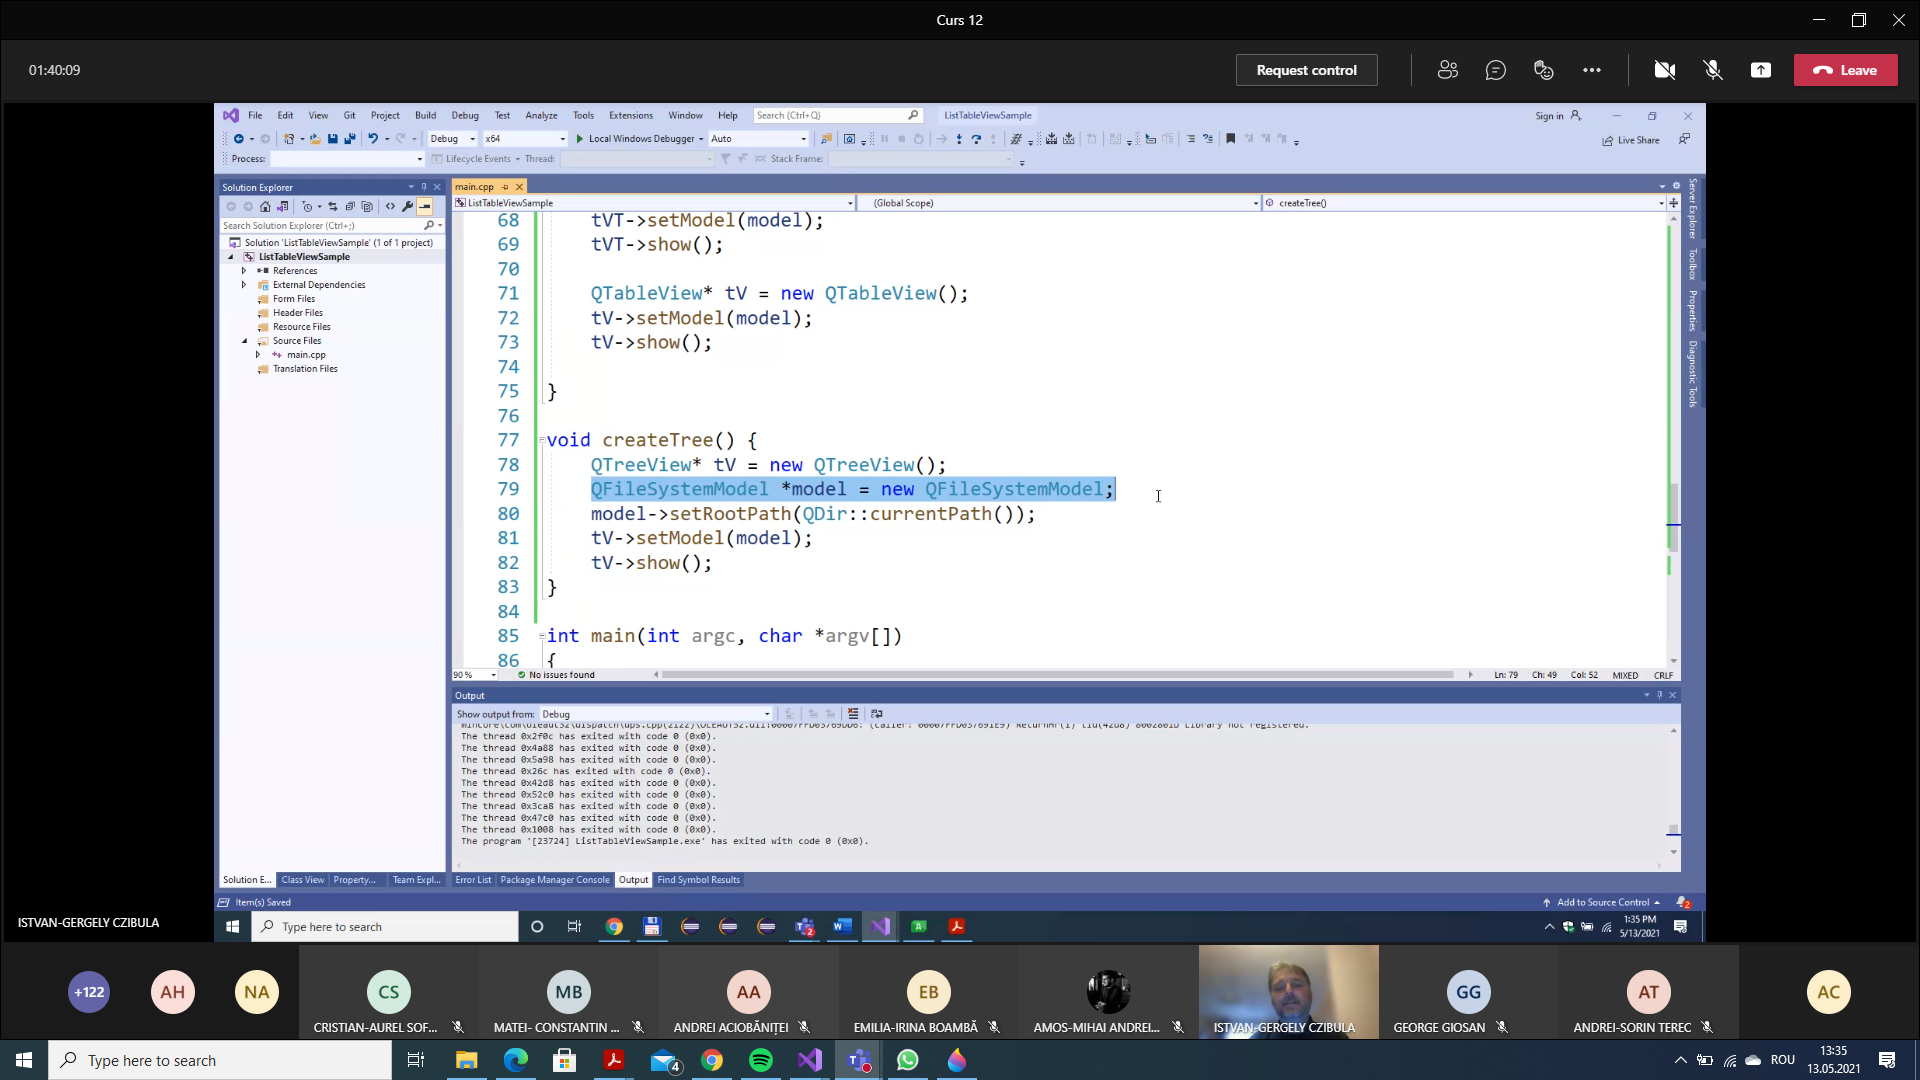 Curs 12
01:40:09
Request control
Leave
File Edit View Git Project Build Debug Test Analyze Tools Extensions Window Help Search (Ctrl+Q) ListTableViewSample Sign in
Debug x64 Local Windows Debugger Auto Live Share
Process: Lifecycle Events Thread: Stack Frame:
Solution Explorer
Search Solution Explorer (Ctrl+;)
Solution 'ListTableViewSample' (1 of 1 project)
ListTableViewSample
References
External Dependencies
Form Files
Header Files
Resource Files
Source Files
main.cpp
Translation Files
main.cpp
ListTableViewSample (Global Scope) createTree()
68 tVT->setModel(model);
69 tVT->show();
70
71 QTableView* tV = new QTableView();
72 tV->setModel(model);
73 tV->show();
74
75 }
76
77 void createTree() {
78 QTreeView* tV = new QTreeView();
79 QFileSystemModel *model = new QFileSystemModel;
80 model->setRootPath(QDir::currentPath());
81 tV->setModel(model);
82 tV->show();
83 }
84
85 int main(int argc, char *argv[])
86 {
90 % No issues found Ln: 79 Ch: 49 Col: 52 MIXED CRLF
Server Explorer
Toolbox
Properties
Diagnostic Tools
Output
Show output from: Debug
The thread 0x2f0c has exited with code 0 (0x0).
The thread 0x4a88 has exited with code 0 (0x0).
The thread 0x5a98 has exited with code 0 (0x0).
The thread 0x26c has exited with code 0 (0x0).
The thread 0x42d8 has exited with code 0 (0x0).
The thread 0x52c0 has exited with code 0 (0x0).
The thread 0x3ca8 has exited with code 0 (0x0).
The thread 0x47c0 has exited with code 0 (0x0).
The thread 0x1008 has exited with code 0 (0x0).
The program '[23724] ListTableViewSample.exe' has exited with code 0 (0x0).
Solution E... Class View Property... Team Expl... Error List Package Manager Console Output Find Symbol Results
Item(s) Saved Add to Source Control 2
ISTVAN-GERGELY CZIBULA
Type here to search 1:35 PM
5/13/2021
+122 AH NA CS MB AA EB GG AT AC
CRISTIAN-AUREL SOF... MATEI- CONSTANTIN ... ANDREI ACIOBĂNIȚEI EMILIA-IRINA BOAMBĂ AMOS-MIHAI ANDREI... ISTVAN-GERGELY CZIBULA GEORGE GIOSAN ANDREI-SORIN TEREC
Type here to search 4 ROU 13:35
13.05.2021